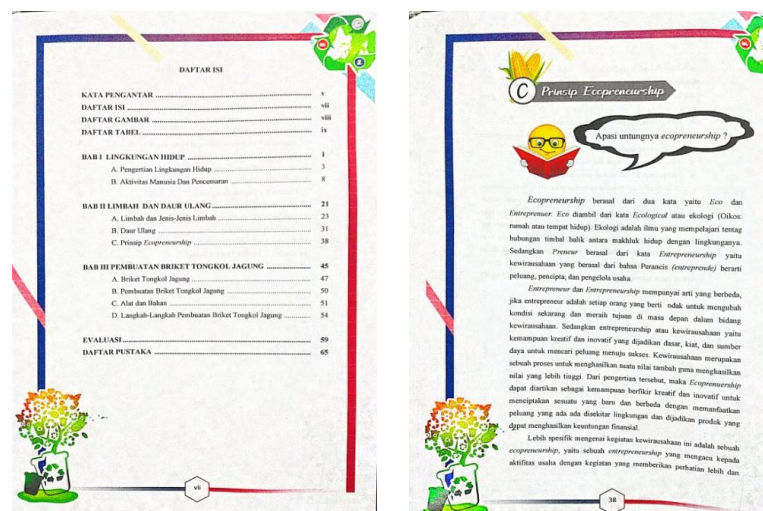 DAFTAR ISI
KATA PENGANTAR ........................................ v
DAFTAR ISI ........................................ vii
DAFTAR GAMBAR ........................................ viii
DAFTAR TABEL ........................................ ix
BAB I LINGKUNGAN HIDUP ........................................ 1
A. Pengertian Lingkungan Hidup ........................................ 3
B. Aktivitas Manusia Dan Pencemaran ........................................ 8
BAB II LIMBAH DAN DAUR ULANG ........................................ 21
A. Limbah dan Jenis-Jenis Limbah ........................................ 23
B. Daur Ulang ........................................ 31
C. Prinsip Ecopreneurship ........................................ 38
BAB III PEMBUATAN BRIKET TONGKOL JAGUNG ........................................ 45
A. Briket Tongkol Jagung ........................................ 47
B. Pembuatan Briket Tongkol Jagung ........................................ 50
C. Alat dan Bahan ........................................ 51
D. Langkah-Langkah Pembuatan Briket Tongkol Jagung ........................................ 54
EVALUASI ........................................ 59
DAFTAR PUSTAKA ........................................ 65
vii
C Prinsip Ecopreneurship
Apasi untungnya ecopreneurship ?
Ecopreneurship berasal dari dua kata yaitu Eco dan
Entreprenuer. Eco diambil dari kata Ecological atau ekologi (Oikos:
rumah atau tempat hidup). Ekologi adalah ilmu yang mempelajari tentag
hubungan timbal balik antara makhluk hidup dengan lingkunganya.
Sedangkan Preneur berasal dari kata Entrepreneurship yaitu
kewirausahaan yang berasal dari bahsa Perancis (entreprende) berarti
peluang, pencipta, dan pengelola usaha.
Entrepreneur dan Entrepreneurship mempunyai arti yang berbeda,
jika entrepreneur adalah setiap orang yang berti ndak untuk mengubah
kondisi sekarang dan meraih tujuan di masa depan dalam bidang
kewirausahaan. Sedangkan entrepreneurship atau kewirausahaan yaitu
kemampuan kreatif dan inovatif yang dijadikan dasar, kiat, dan sumber
daya untuk mencari peluang menuju sukses. Kewirausahaan merupakan
sebuah proses untuk menghasilkan suatu nilai tambah guna menghasilkan
nilai yang lebih tinggi. Dari pengertian tersebut, maka Ecoprenuership
dapat diartikan sebagai kemampuan berfikir kreatif dan inovatif untuk
menciptakan sesuatu yang baru dan berbeda dengan memanfaatkan
peluang yang ada ada disekitar lingkungan dan dijadikan produk yang
dapat menghasilkan keuntungan finansial.
Lebih spesifik mengenai kegiatan kewirausahaan ini adalah sebuah
ecopreneurship, yaitu sebuah entrepreneurship yang mengacu kepada
aktifitas usaha dengan kegiatan yang memberikan perhatian lebih dan
38